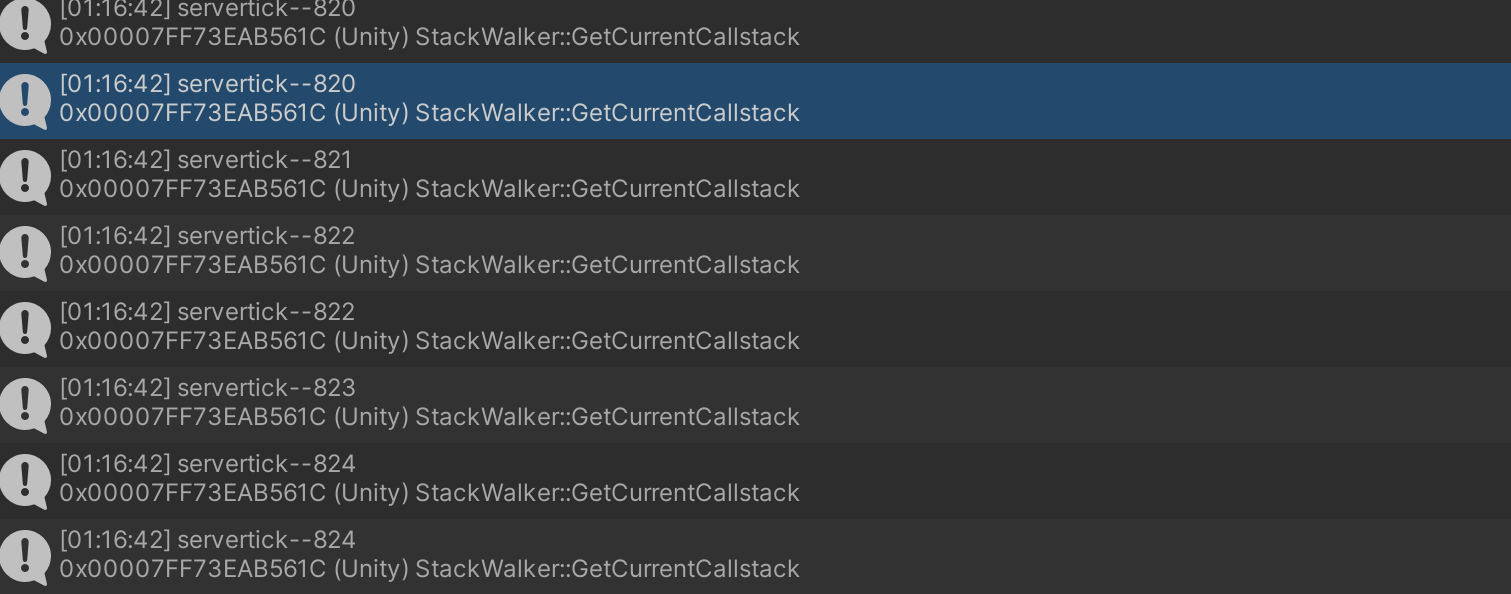 [01:16:42] servertick--820
0x00007FF73EAB561C (Unity) StackWalker::GetCurrentCallstack
[01:16:42] servertick--820
0x00007FF73EAB561C (Unity) StackWalker::GetCurrentCallstack
[01:16:42] servertick--821
0x00007FF73EAB561C (Unity) StackWalker::GetCurrentCallstack
[01:16:42] servertick--822
0x00007FF73EAB561C (Unity) StackWalker::GetCurrentCallstack
[01:16:42] servertick--822
0x00007FF73EAB561C (Unity) StackWalker::GetCurrentCallstack
[01:16:42] servertick--823
0x00007FF73EAB561C (Unity) StackWalker::GetCurrentCallstack
[01:16:42] servertick--824
0x00007FF73EAB561C (Unity) StackWalker::GetCurrentCallstack
[01:16:42] servertick--824
0x00007FF73EAB561C (Unity) StackWalker::GetCurrentCallstack